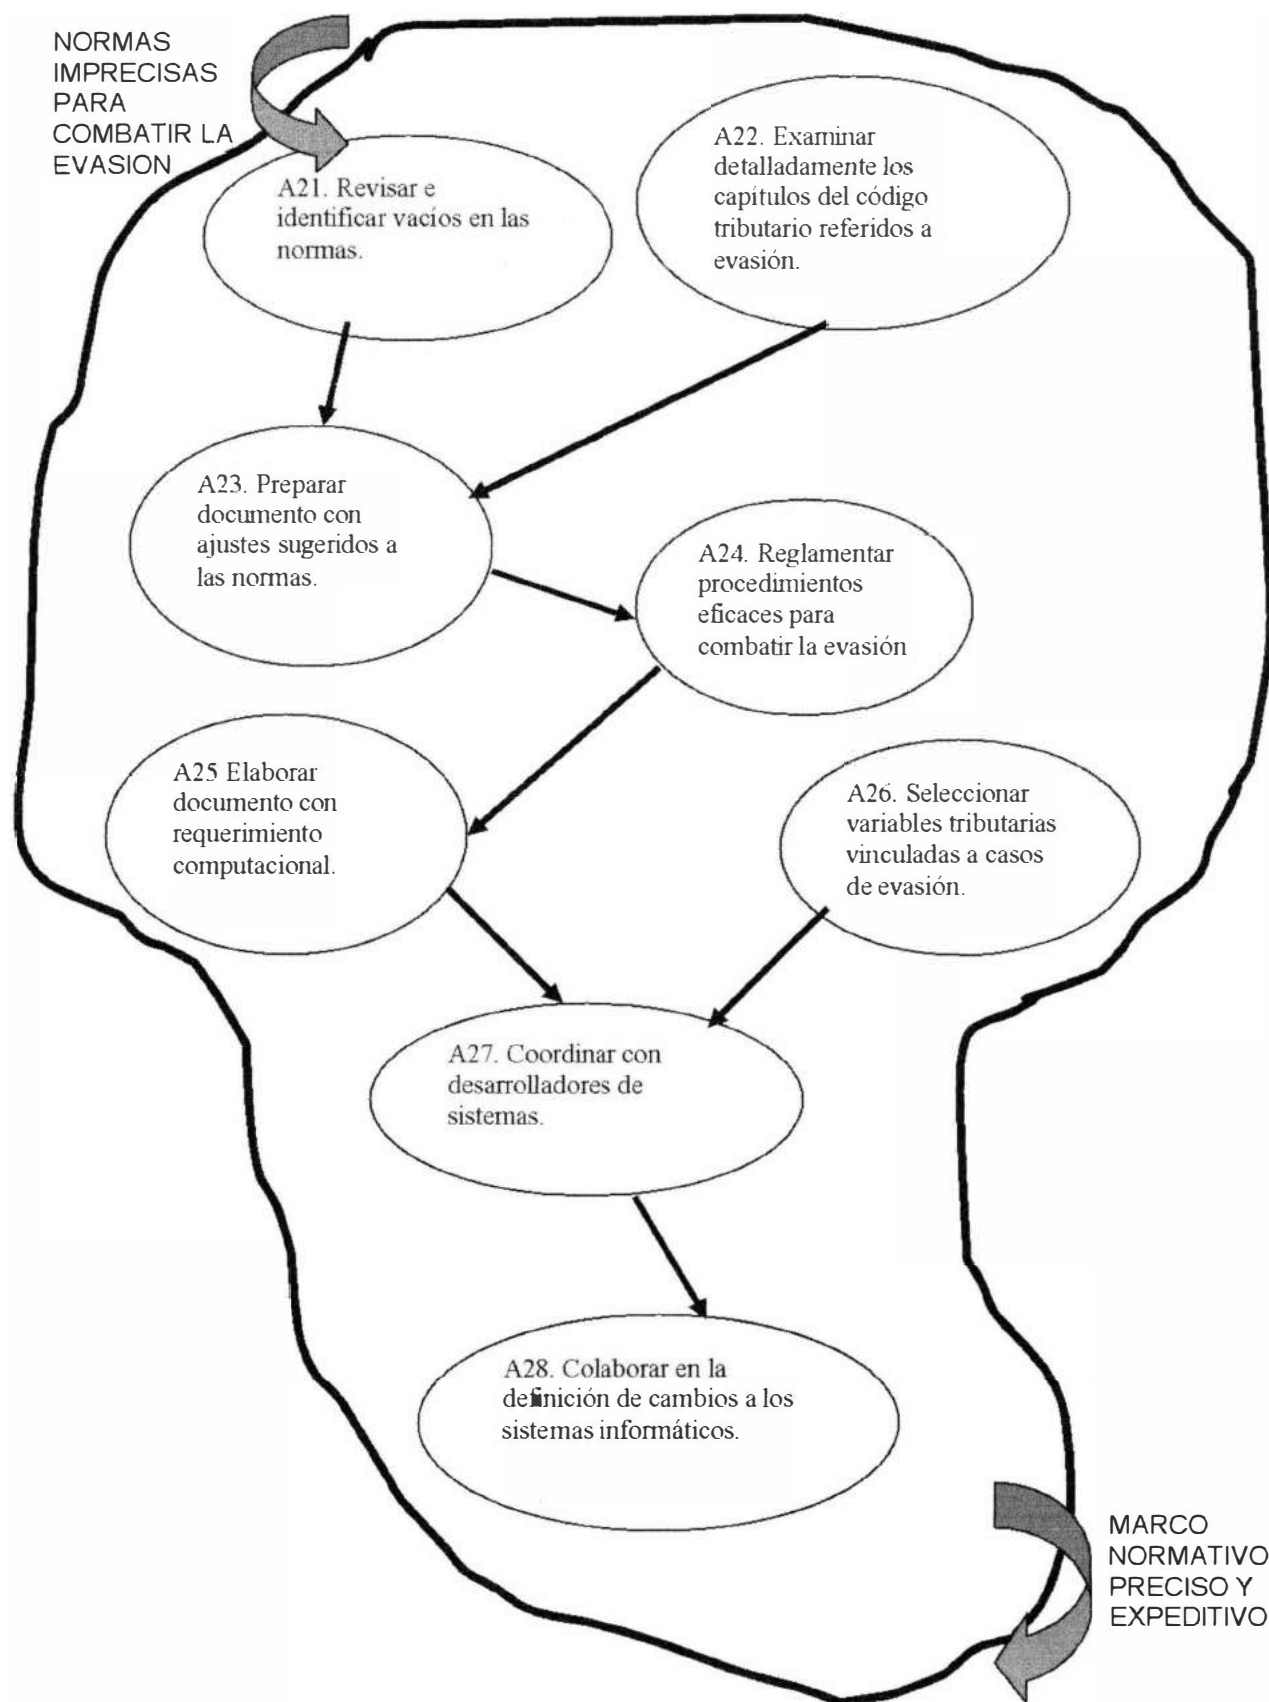 NORMAS
IMPRECISAS
PARA
COMBATIR LA
EVASION
A21. Revisar e
identificar vacíos en las
normas.
A22. Examinar
detalladamente los
capítulos del código
tributario referidos a
evasión.
A23. Preparar
documento con
ajustes sugeridos a
las normas.
A24. Reglamentar
procedimientos
eficaces para
combatir la evasión
A25 Elaborar
documento con
requerimiento
computacional.
A26. Seleccionar
variables tributarias
vinculadas a casos
de evasión.
A27. Coordinar con
desarrolladores de
sistemas.
A28. Colaborar en la
definición de cambios a los
sistemas informáticos.
MARCO
NORMATIVO
PRECISO Y
EXPEDITIVO